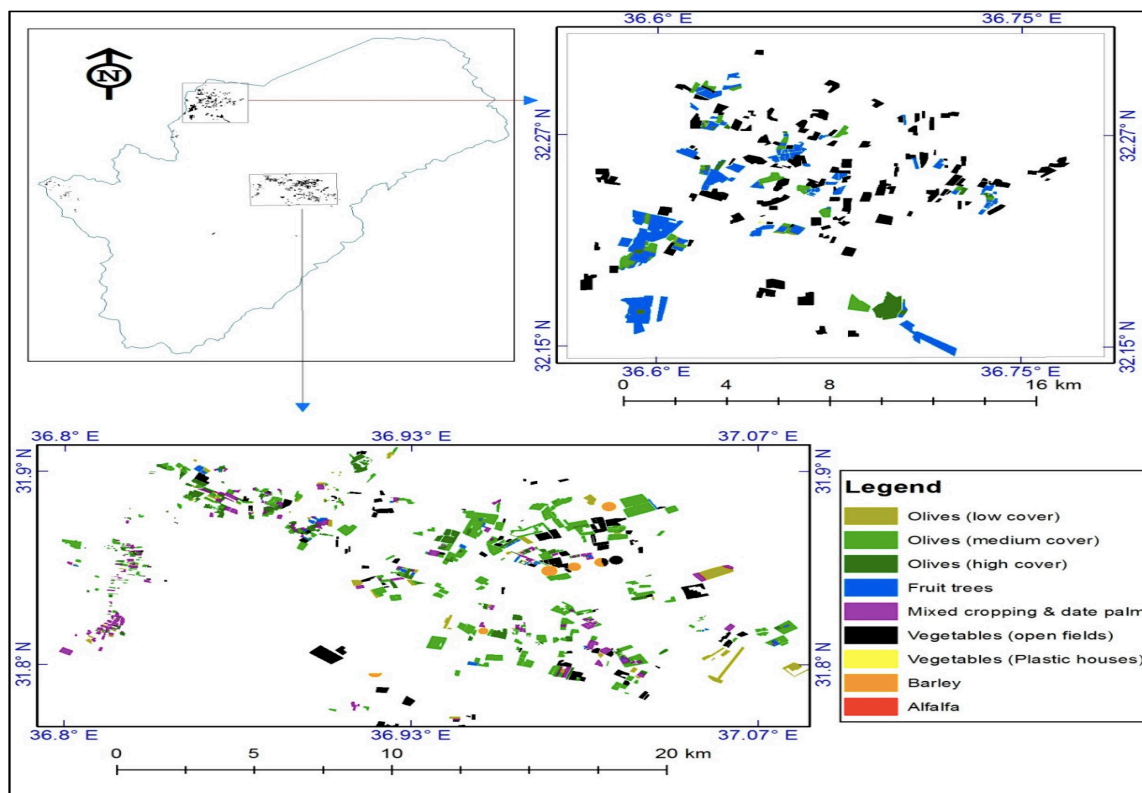 N
36.6° E
36.75° E
32.27° N
32.27° N
32.15° N
32.15° N
36.6° E
36.75° E
0 4 8 12 16 km
36.8° E
36.93° E
37.07° E
31.9° N
31.9° N
31.8° N
31.8° N
36.8° E
36.93° E
37.07° E
0 5 10 20 km
Legend
Olives (low cover)
Olives (medium cover)
Olives (high cover)
Fruit trees
Mixed cropping & date palm
Vegetables (open fields)
Vegetables (Plastic houses)
Barley
Alfalfa